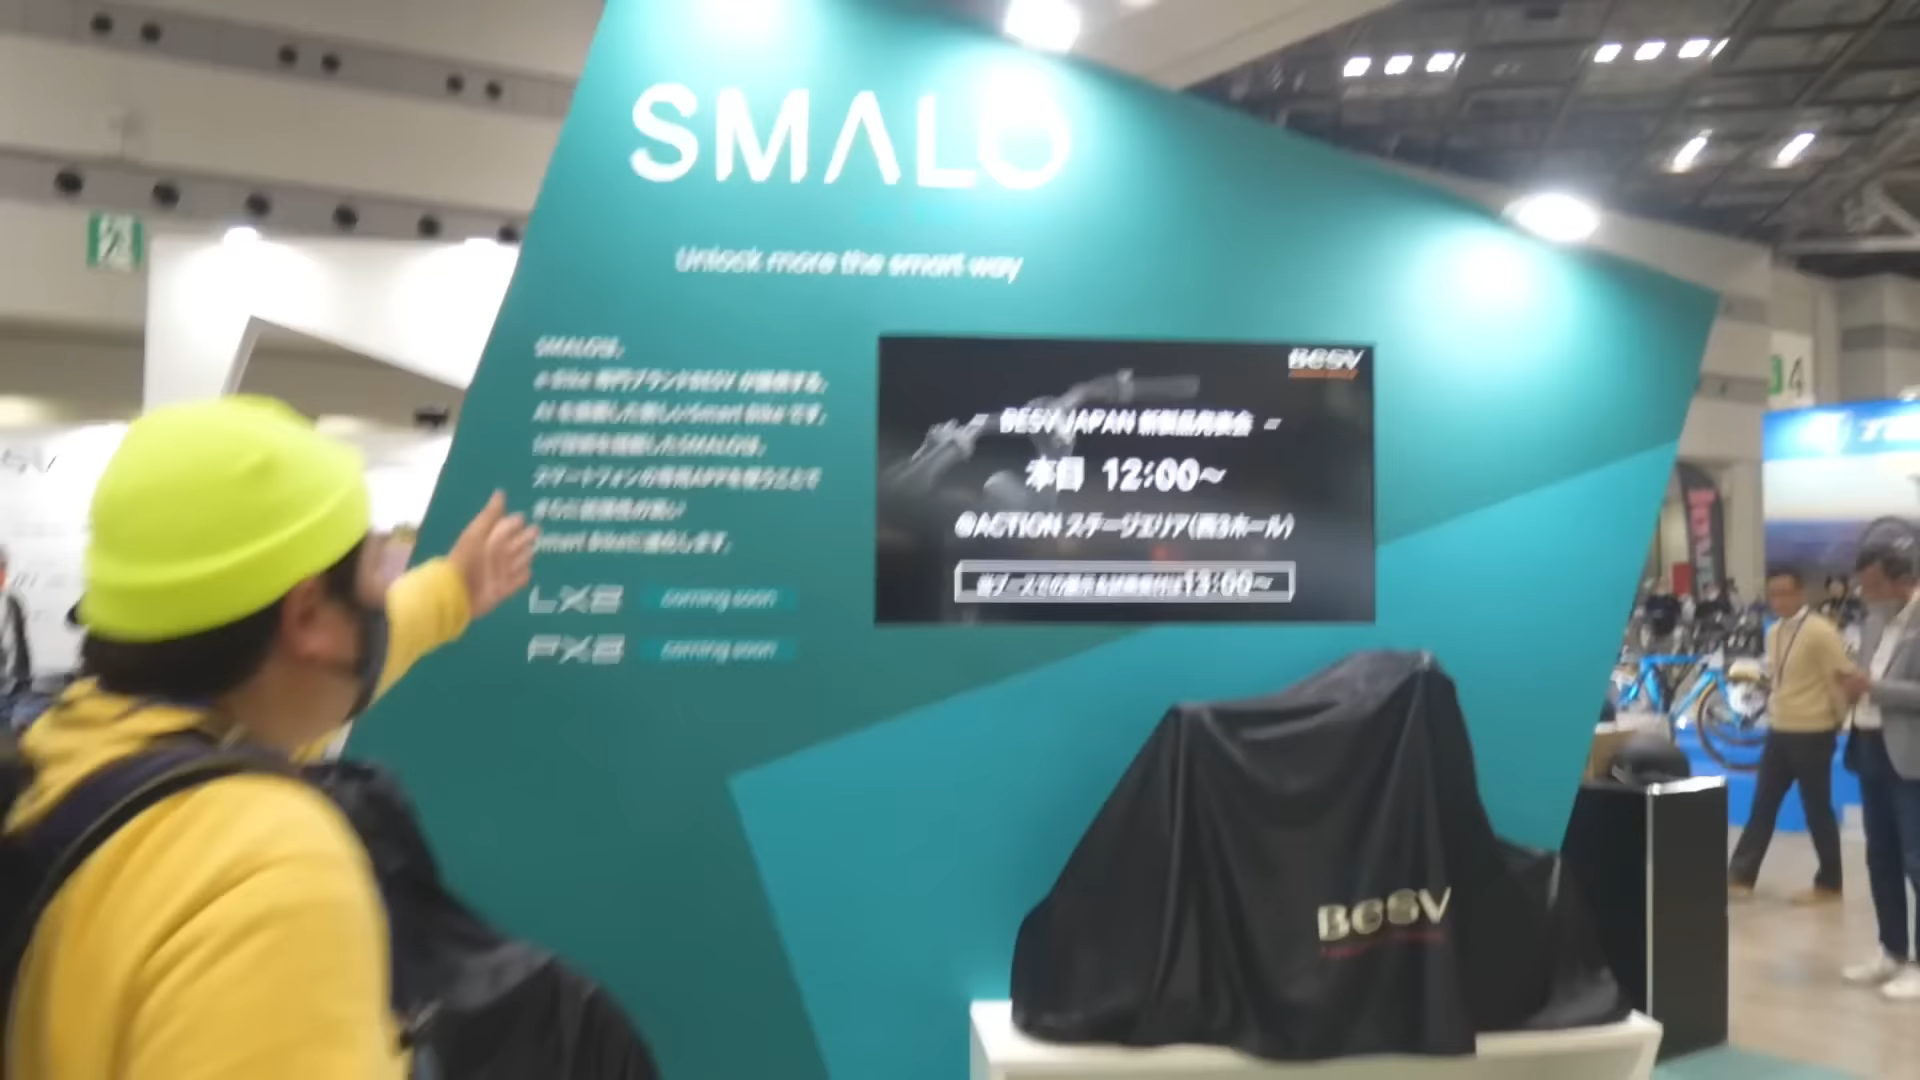 SMALO
Unlock more the smart way
SMALOは、
e-Bike 専門ブランドBESV が提供する、
AI を搭載した新しいSmart Bike です。
IoT技術を搭載したSMALOは、
スマートフォンの専用APPを使うことで
さらに拡張性の高い
Smart Bikeに進化します。
LX2 coming soon
PX2 coming soon
BESV
BESV JAPAN 新製品発表会
本日 12:00～
@ACTION ステージエリア(西3ホール)
13:00～
BESV
4